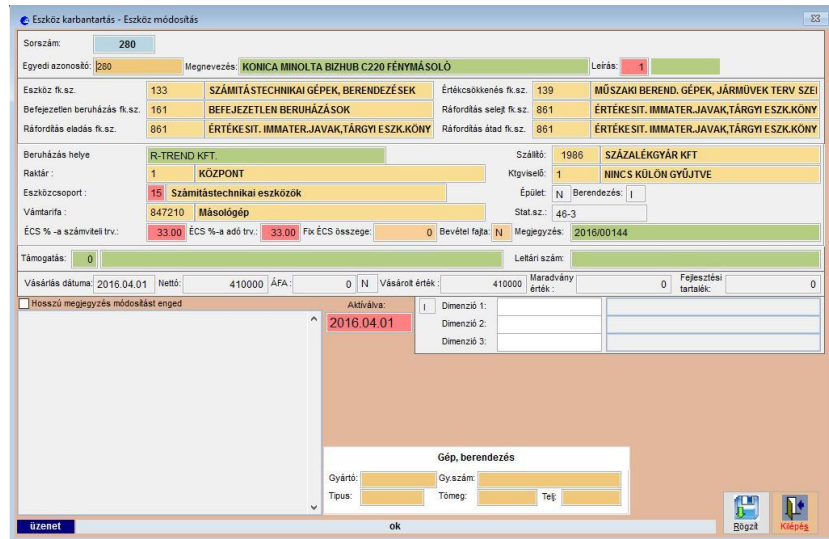 Eszköz karbantartás - Eszköz módosítás
Sorszám: 280
Egyedi azonosító: 280 Megnevezés: KONICA MINOLTA BIZHUB C220 FÉNYMÁSOLÓ Leírás: 1
Eszköz fk.sz. 133 SZÁMITÁSTECHNIKAI GÉPEK, BERENDEZÉSEK Értékcsökkenés fk.sz. 139 MŰSZAKI BEREND. GÉPEK, JÁRMÜVEK TERV SZE
Befejezetlen beruházás fk.sz. 161 BEFEJEZETLEN BERUHÁZÁSOK Ráfordítás selejt fk.sz. 861 ÉRTÉKESIT. IMMATER.JAVAK,TÁRGYI ESZK.KÖNY
Ráfordítás eladás fk.sz. 861 ÉRTÉKESIT. IMMATER.JAVAK,TÁRGYI ESZK.KÖNY Ráfordítás átad fk.sz. 861 ÉRTÉKESIT. IMMATER.JAVAK,TÁRGYI ESZK.KÖNY
Beruházás helye R-TREND KFT. Szállító: 1986 SZÁZALÉKGYÁR KFT
Raktár : 1 KÖZPONT Ktgviselő: 1 NINCS KÜLÖN GYŰJTVE
Eszközcsoport : 15 Számitástechnikai eszközök Épület: N Berendezés: I
Vámtarifa : 847210 Másológép Stat.sz.: 46-3
ÉCS % -a számviteli trv.: 33.00 ÉCS %-a adó trv.: 33.00 Fix ÉCS összege: 0 Bevétel fajta: N Megjegyzés: 2016/00144
Támogatás: 0 Leltári szám:
Vásárlás dátuma: 2016.04.01 Nettó: 410000 ÁFA : 0 N Vásárolt érték : 410000 Maradvány érték : 0 Fejlesztési tartalék: 0
Hosszú megjegyzés módosítást enged Aktiválva: I Dimenzió 1:
2016.04.01 Dimenzió 2:
Dimenzió 3:
Gép, berendezés
Gyártó: Gy.szám:
Tipus: Tömeg: Telj:
Rögzít Kilépés
üzenet ok